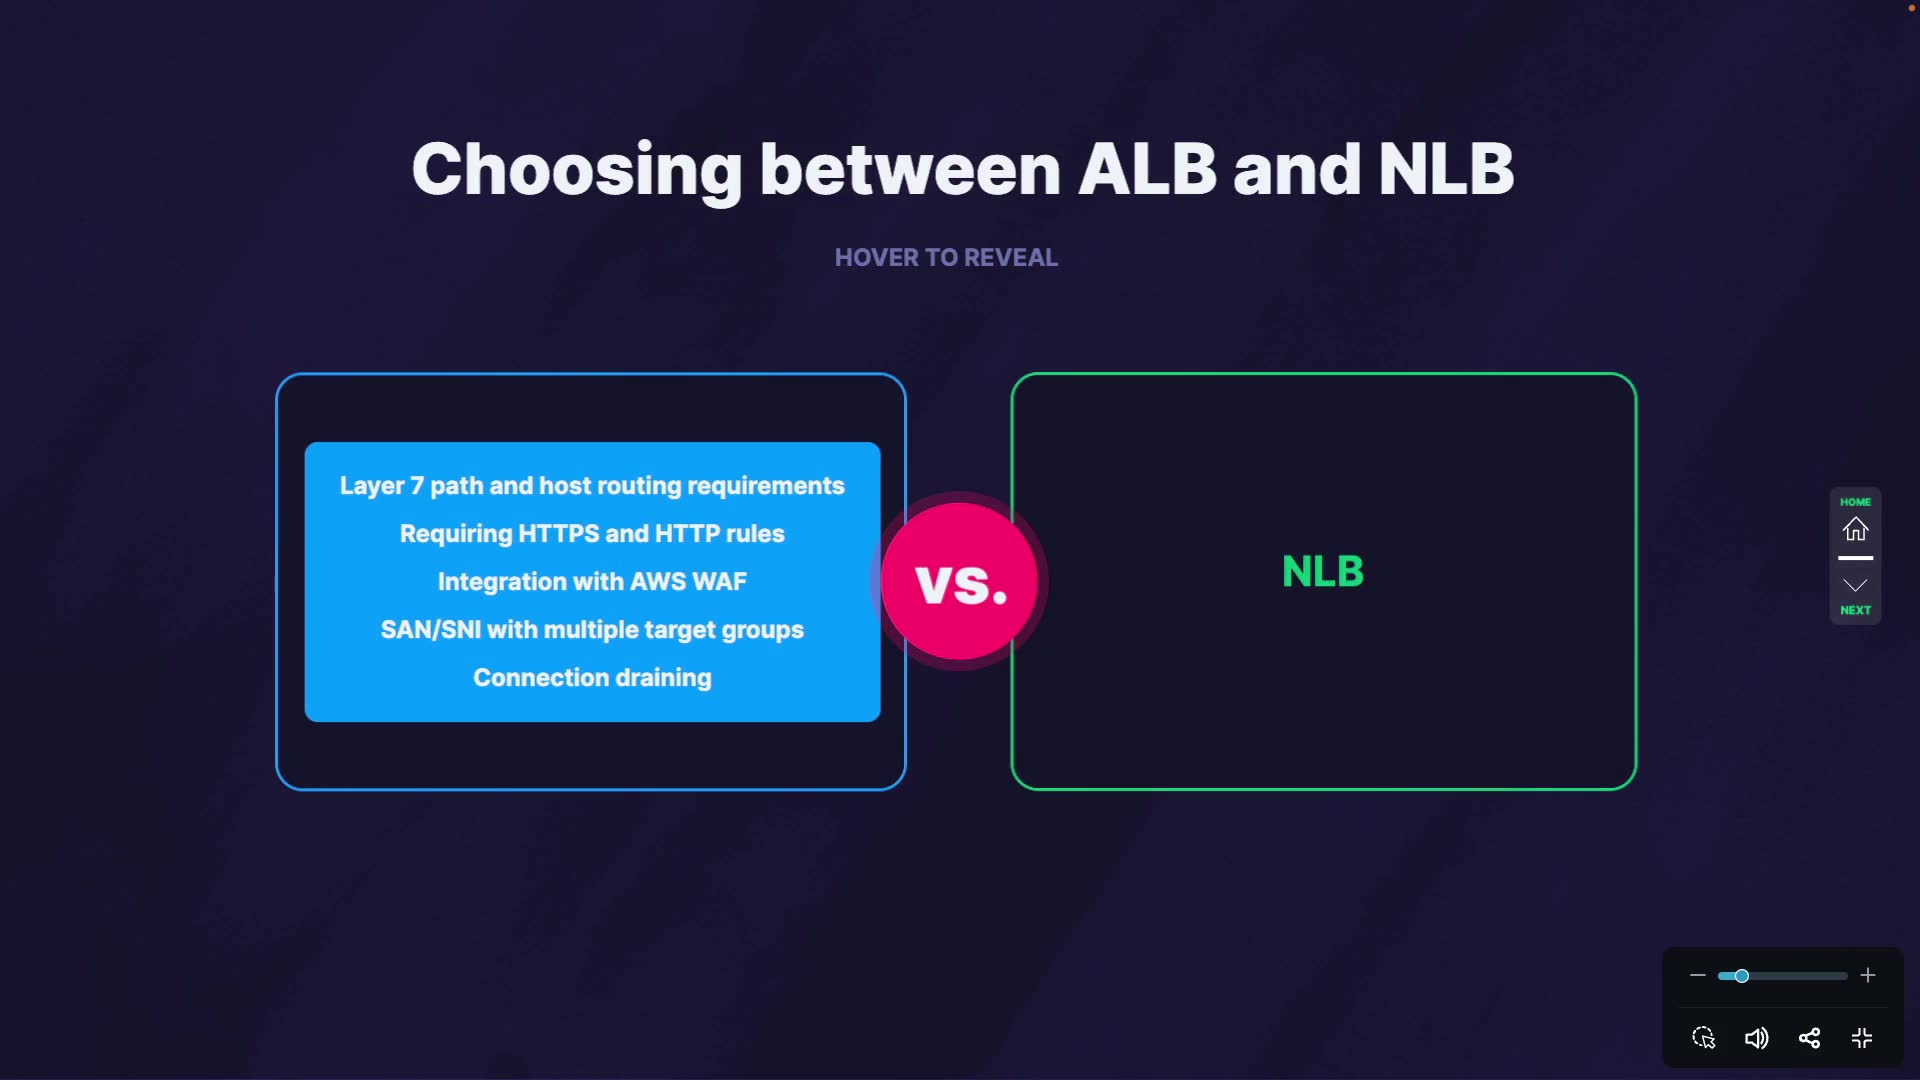 Choosing between ALB and NLB
HOVER TO REVEAL
Layer 7 path and host routing requirements
Requiring HTTPS and HTTP rules
Integration with AWS WAF
SAN/SNI with multiple target groups
Connection draining
vs.
NLB
HOME
NEXT